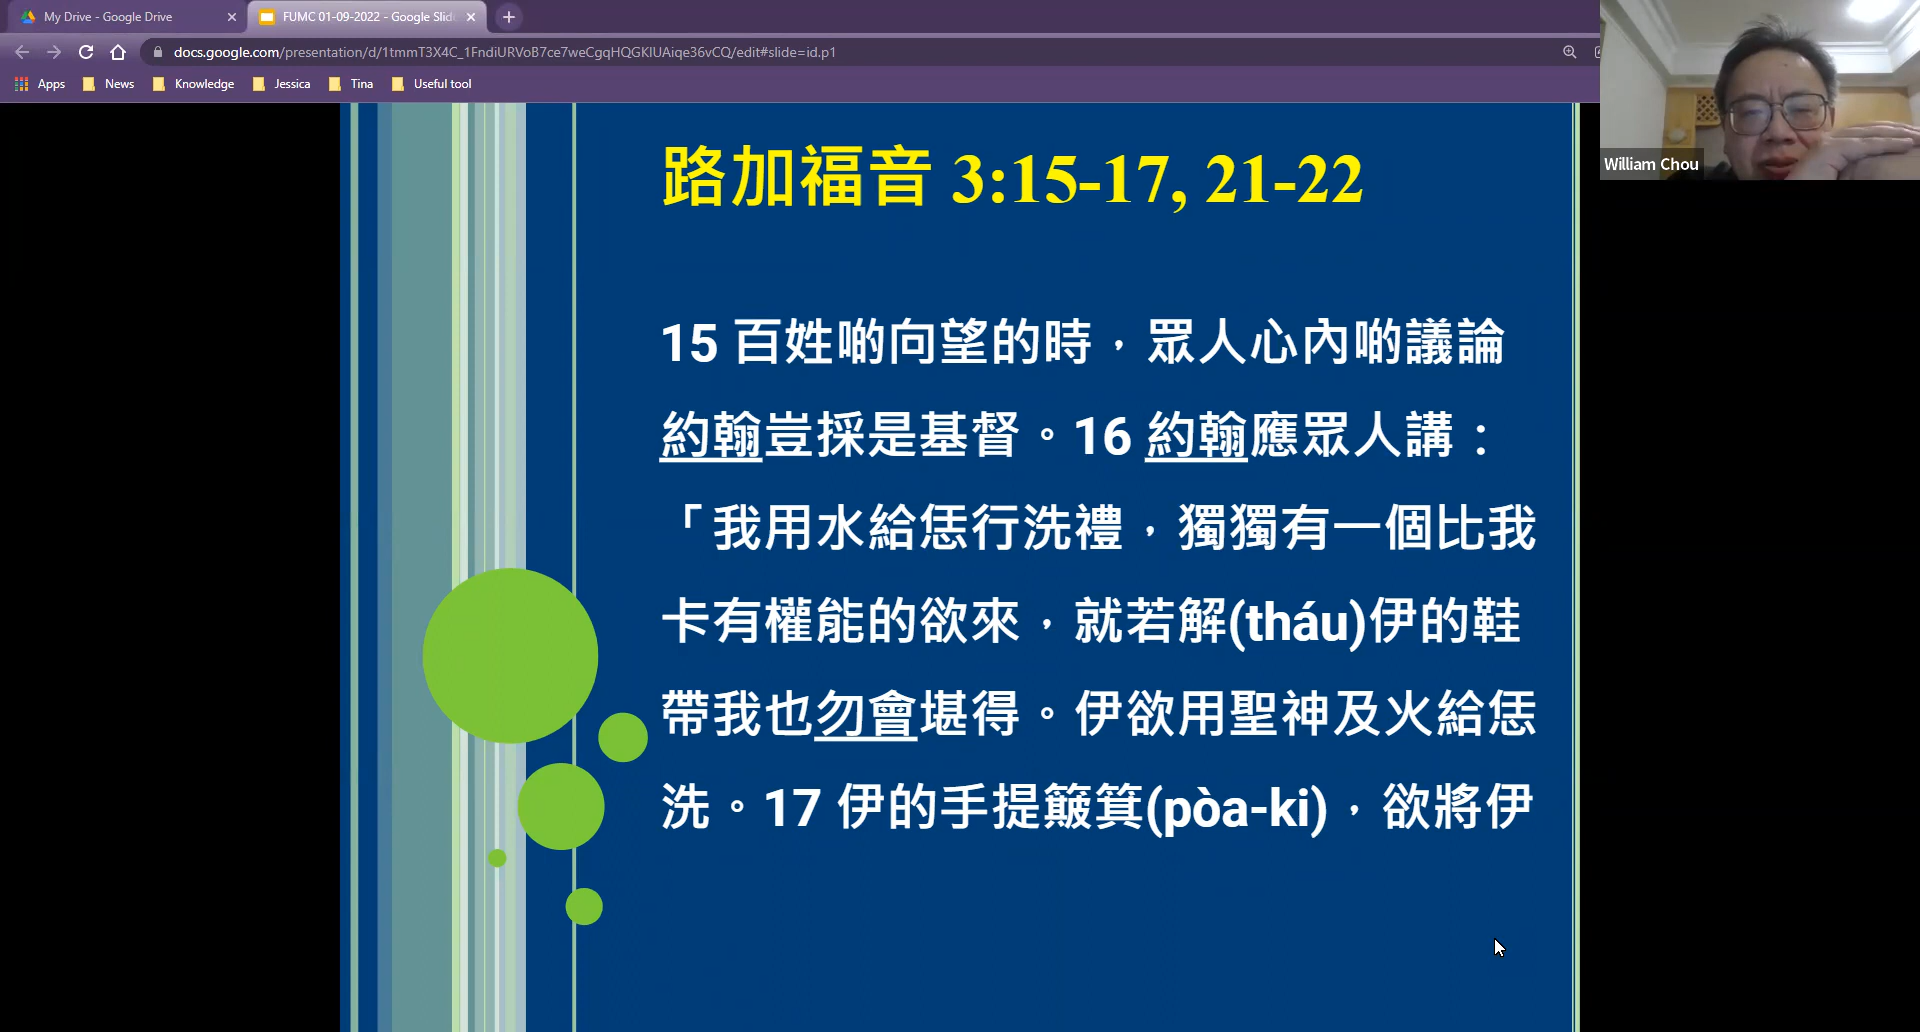 My Drive - Google Drive
FUMC 01-09-2022 - Google Slide
docs.google.com/presentation/d/1tmmT3X4C_1FndiURVoB7ce7weCgqHQGKIUAiqe36vCQ/edit#slide=id.p1
Apps News Knowledge Jessica Tina Useful tool
William Chou
路加福音 3:15-17, 21-22
15 百姓啲向望的時，眾人心內啲議論
約翰豈採是基督。16 約翰應眾人講：
「我用水給恁行洗禮，獨獨有一個比我
卡有權能的欲來，就若解(tháu)伊的鞋
帶我也勿會堪得。伊欲用聖神及火給恁
洗。17 伊的手提簸箕(pòa-ki)，欲將伊